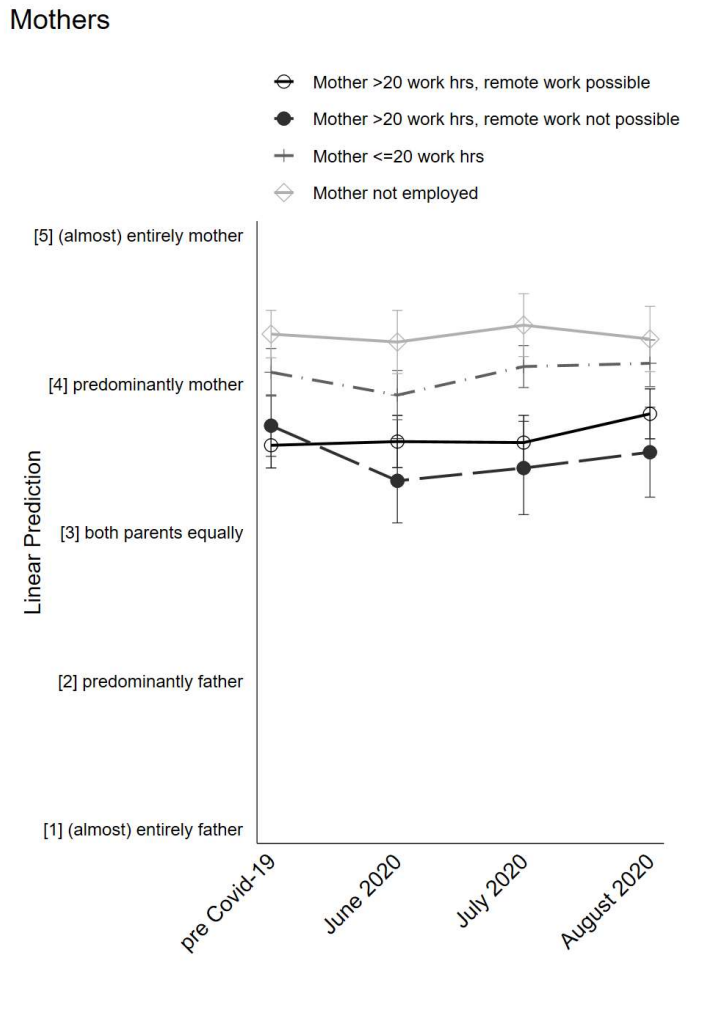 Mothers
Mother >20 work hrs, remote work possible
Mother >20 work hrs, remote work not possible
Mother <=20 work hrs
Mother not employed
[5] (almost) entirely mother
[4] predominantly mother
[3] both parents equally
[2] predominantly father
[1] (almost) entirely father
Linear Prediction
pre Covid-19
June 2020
July 2020
August 2020